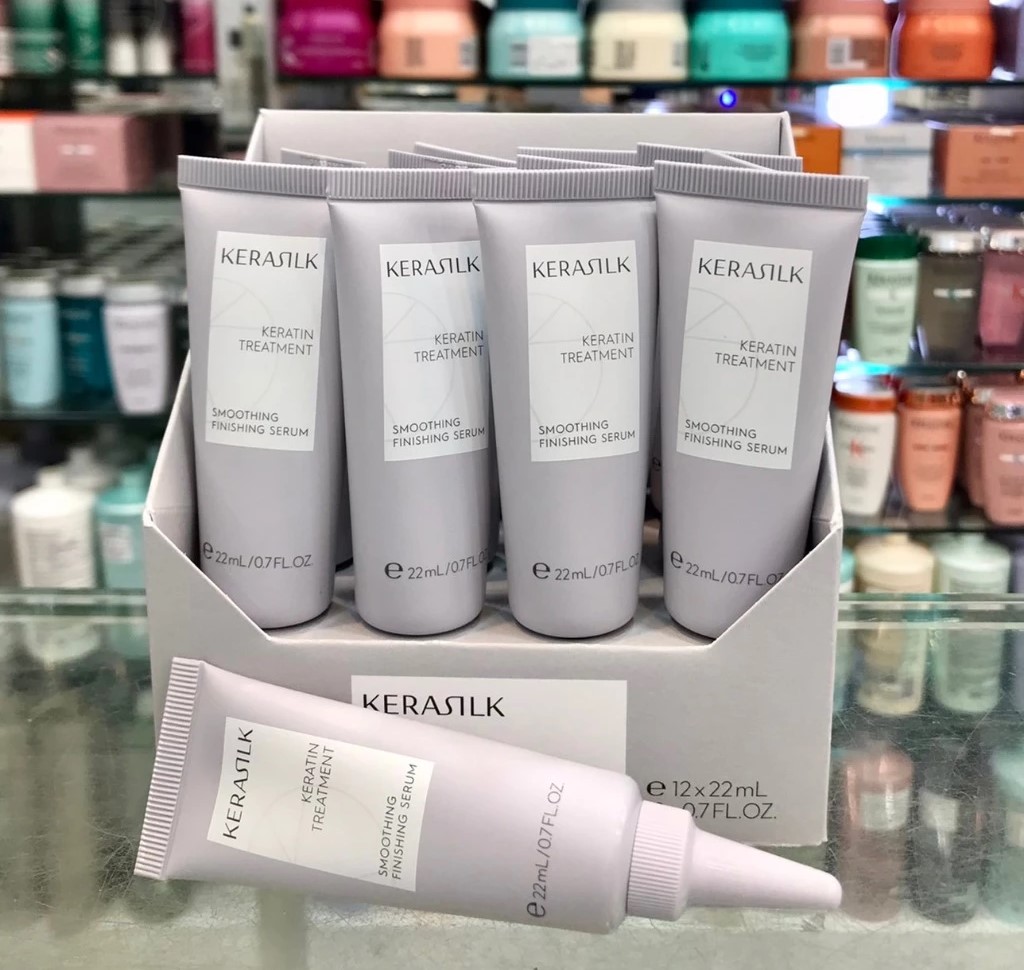 KERASILK
KERATIN
TREATMENT
SMOOTHING
FINISHING SERUM
e 22mL/0.7FL.OZ.
KERASILK
KERATIN
TREATMENT
SMOOTHING
FINISHING SERUM
e 22mL/0.7FL.OZ
KERASILK
KERATIN
TREATMENT
SMOOTHING
FINISHING SERUM
e 22mL/0.7FL.OZ
KERASILK
KERATIN
TREATMENT
SMOOTHING
FINISHING SERUM
e 22mL/0.7FL.OZ
KERASILK
e 12x22mL
0.7FL.OZ.
KERASILK
KERATIN
TREATMENT
SMOOTHING
FINISHING SERUM
e 22mL/0.7FL.OZ